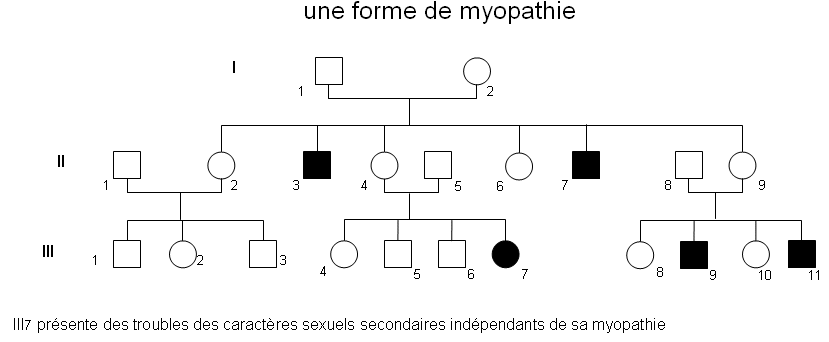 une forme de myopathie
I
1 2
II
1 2 3 4 5 6 7 8 9
III
1 2 3 4 5 6 7 8 9 10 11
III7 présente des troubles des caractères sexuels secondaires indépendants de sa myopathie